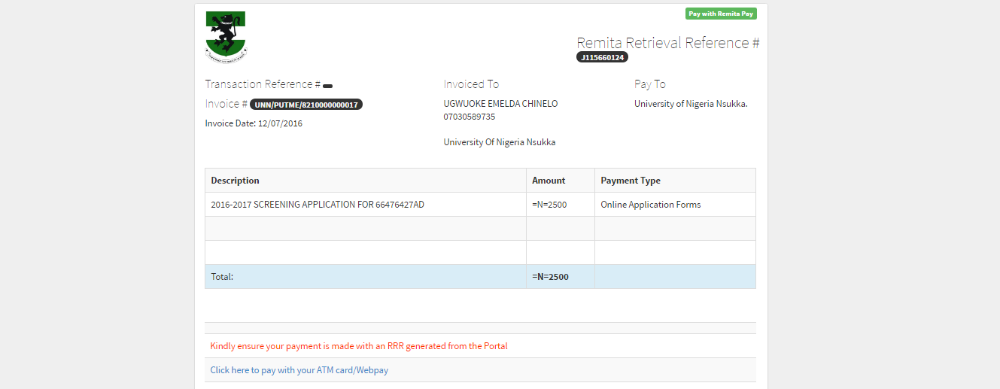 Pay with Remita Pay
Remita Retrieval Reference #
J115660124
Transaction Reference #
Invoice # UNN/PUTME/8210000000017
Invoice Date: 12/07/2016
Invoiced To
UGWUOKE EMELDA CHINELO
07030589735
University Of Nigeria Nsukka
Pay To
University of Nigeria Nsukka.
Description Amount Payment Type
2016-2017 SCREENING APPLICATION FOR 66476427AD =N=2500 Online Application Forms
Total: =N=2500
Kindly ensure your payment is made with an RRR generated from the Portal
Click here to pay with your ATM card/Webpay